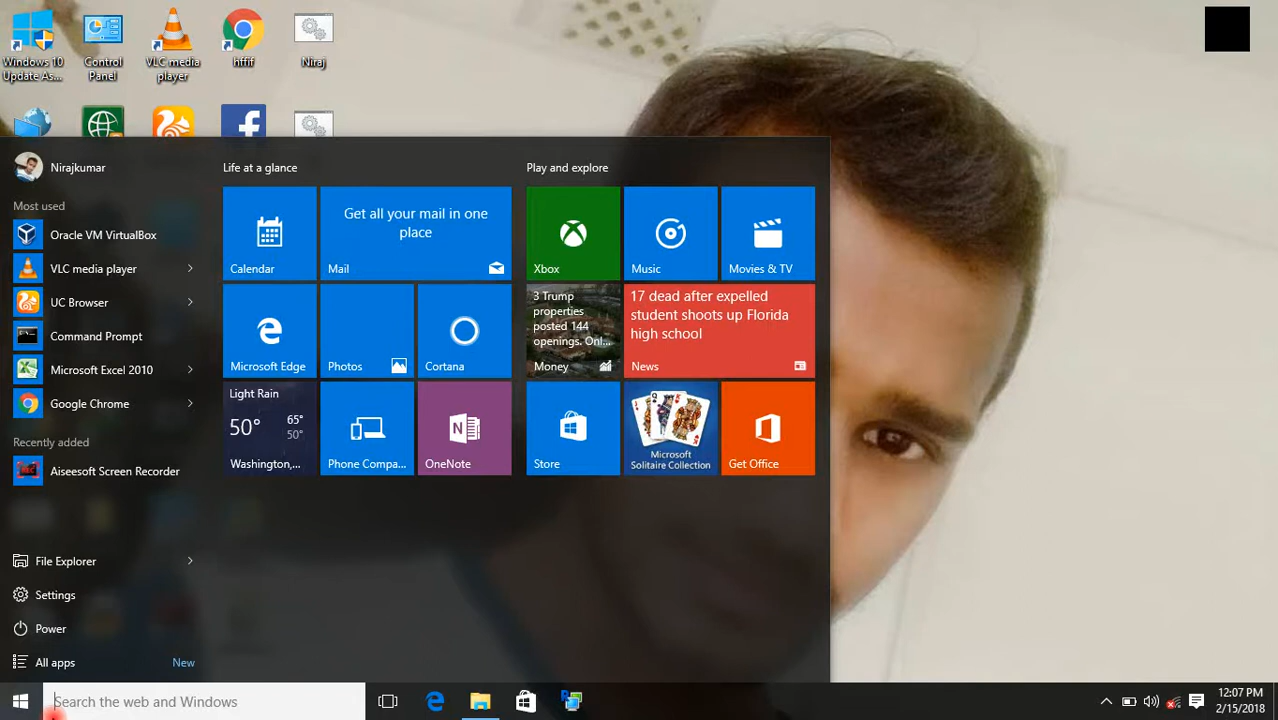 Windows 10
Update As...
Control
Panel
VLC media
player
hffif
Niraj
Nirajkumar
Most used
Oracle VM VirtualBox
VLC media player
UC Browser
Command Prompt
Microsoft Excel 2010
Google Chrome
Recently added
Aiseesoft Screen Recorder
File Explorer
Settings
Power
All apps
New
Life at a glance
Calendar
Get all your mail in one
place
Mail
Microsoft Edge
Photos
Cortana
Light Rain
50°
65°
50°
Washington,...
Phone Compa...
OneNote
Play and explore
Xbox
Music
Movies & TV
3 Trump
properties
posted 144
openings. Onl...
Money
17 dead after expelled
student shoots up Florida
high school
News
Store
Microsoft
Solitaire Collection
Get Office
Search the web and Windows
12:07 PM
2/15/2018